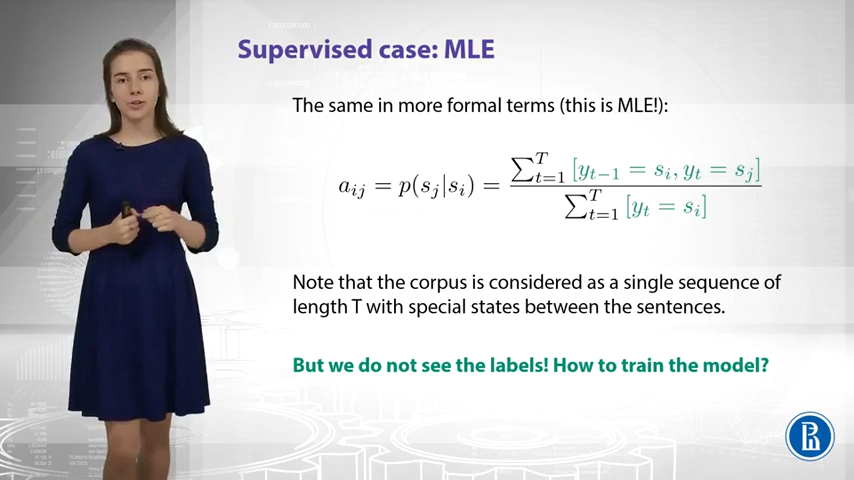 Supervised case: MLE
The same in more formal terms (this is MLE!):
a_{ij} = p(s_j|s_i) = \frac{\sum_{t=1}^{T} [y_{t-1} = s_i, y_t = s_j]}{\sum_{t=1}^{T} [y_t = s_i]}
Note that the corpus is considered as a single sequence of
length T with special states between the sentences.
But we do not see the labels! How to train the model?